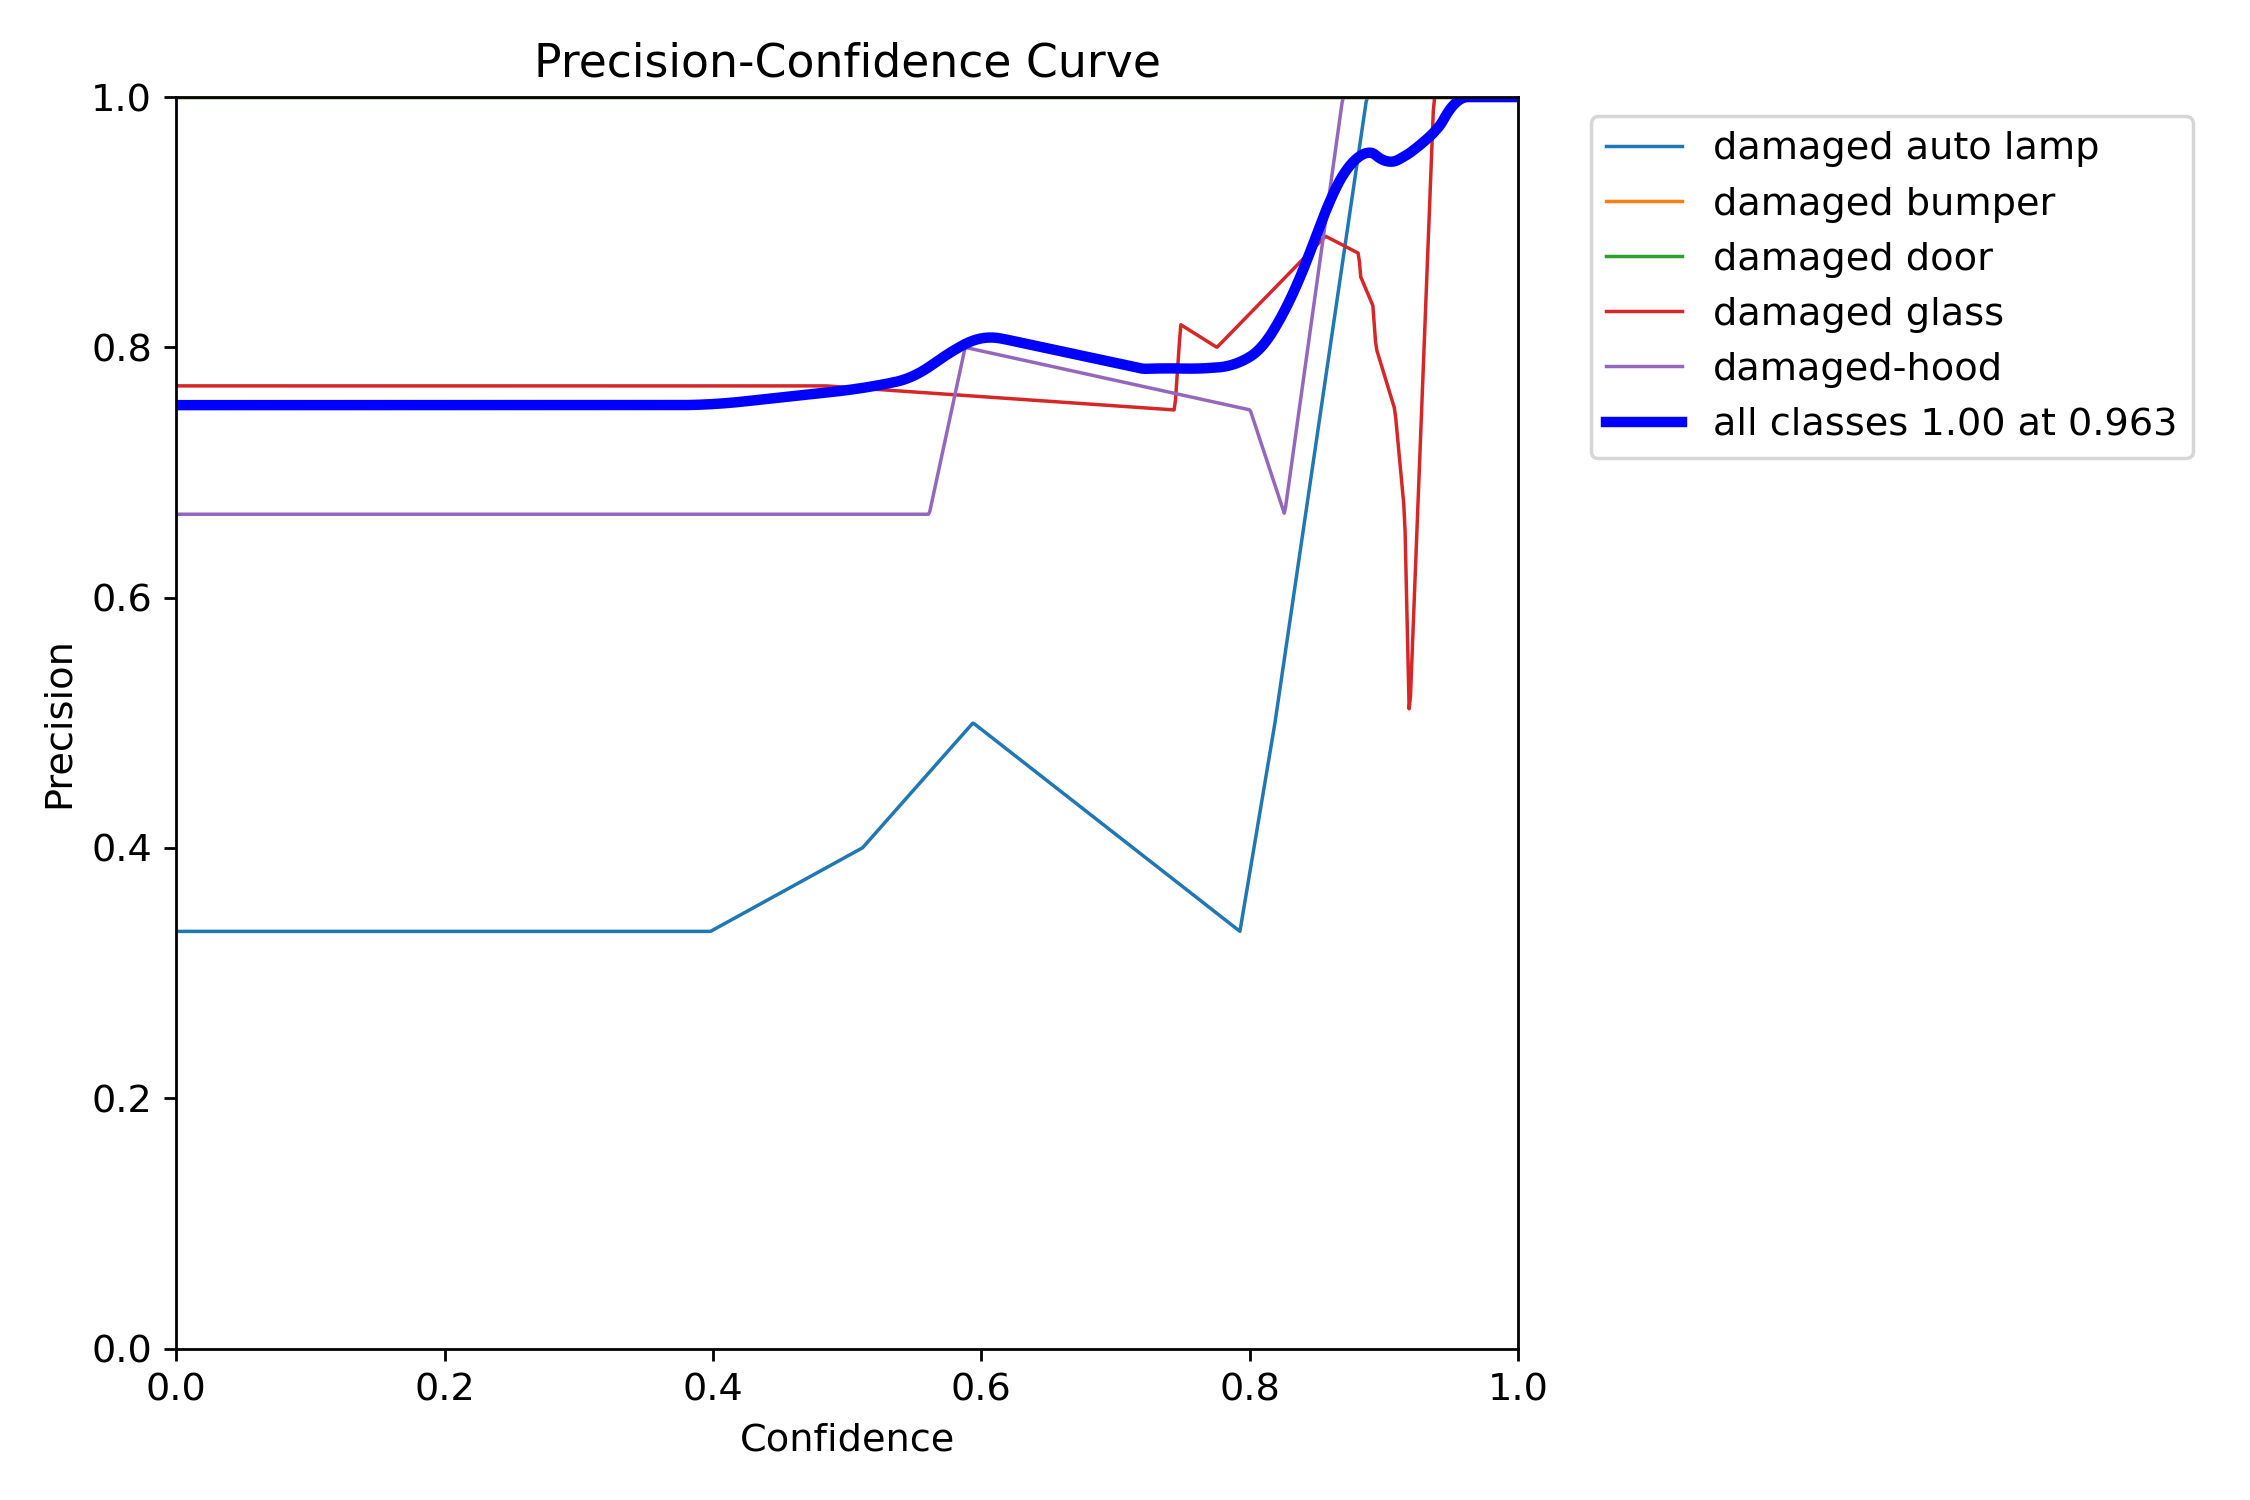 Precision-Confidence Curve
1.0
0.8
0.6
0.4
0.2
0.0
Precision
0.0 0.2 0.4 0.6 0.8 1.0
Confidence
damaged auto lamp
damaged bumper
damaged door
damaged glass
damaged-hood
all classes 1.00 at 0.963